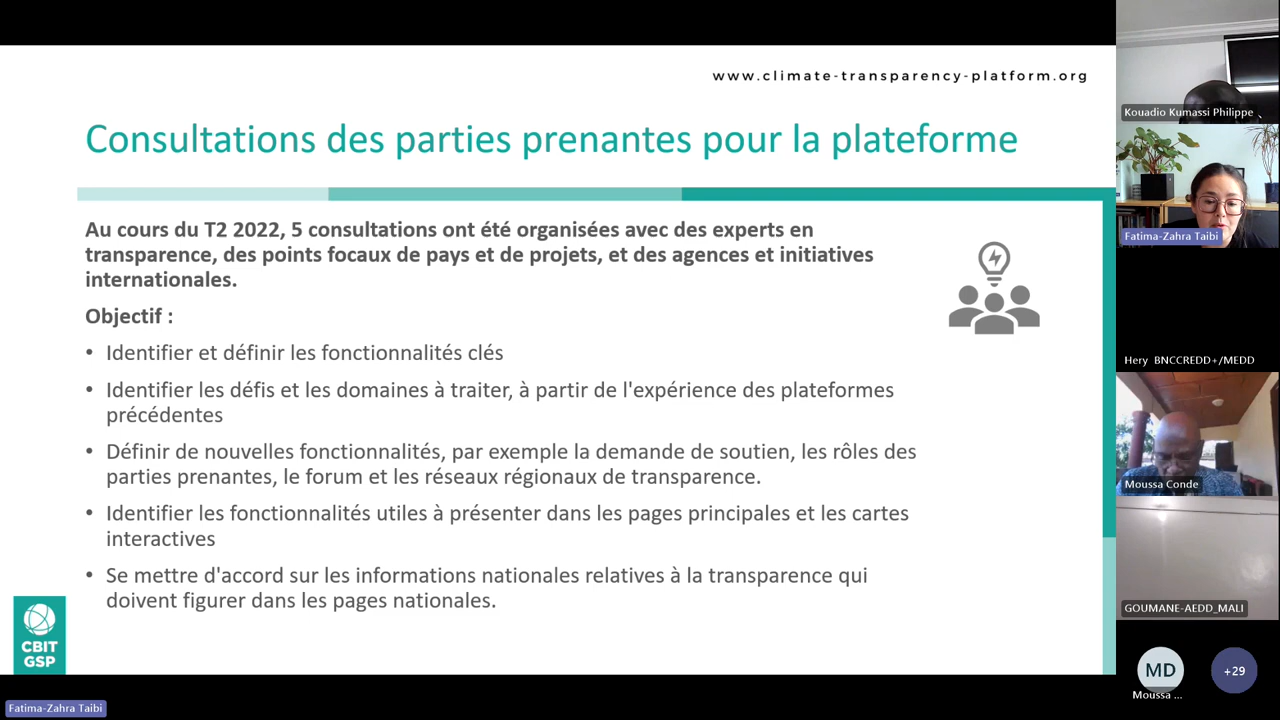 www.climate-transparency-platform.org
Consultations des parties prenantes pour la plateforme
Au cours du T2 2022, 5 consultations ont été organisées avec des experts en
transparence, des points focaux de pays et de projets, et des agences et initiatives
internationales.
Objectif :
• Identifier et définir les fonctionnalités clés
• Identifier les défis et les domaines à traiter, à partir de l'expérience des plateformes
précédentes
• Définir de nouvelles fonctionnalités, par exemple la demande de soutien, les rôles des
parties prenantes, le forum et les réseaux régionaux de transparence.
• Identifier les fonctionnalités utiles à présenter dans les pages principales et les cartes
interactives
• Se mettre d'accord sur les informations nationales relatives à la transparence qui
doivent figurer dans les pages nationales.
CBIT
GSP
Fatima-Zahra Taibi
Kouadio Kumassi Philippe
Fatima-Zahra Taibi
Hery BNCCREDD+/MEDD
Moussa Conde
GOUMANE-AEDD_MALI
MD
Moussa ...
+29